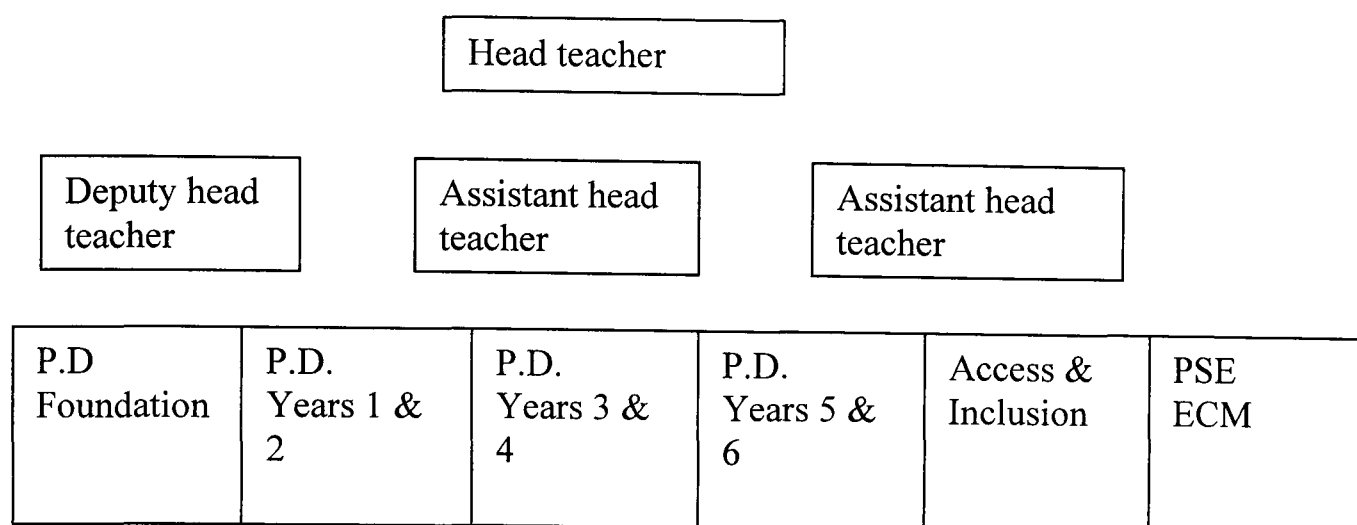 Head teacher
Deputy head
teacher
Assistant head
teacher
Assistant head
teacher
P.D
Foundation
P.D.
Years 1 &
2
P.D.
Years 3 &
4
P.D.
Years 5 &
6
Access &
Inclusion
PSE
ECM